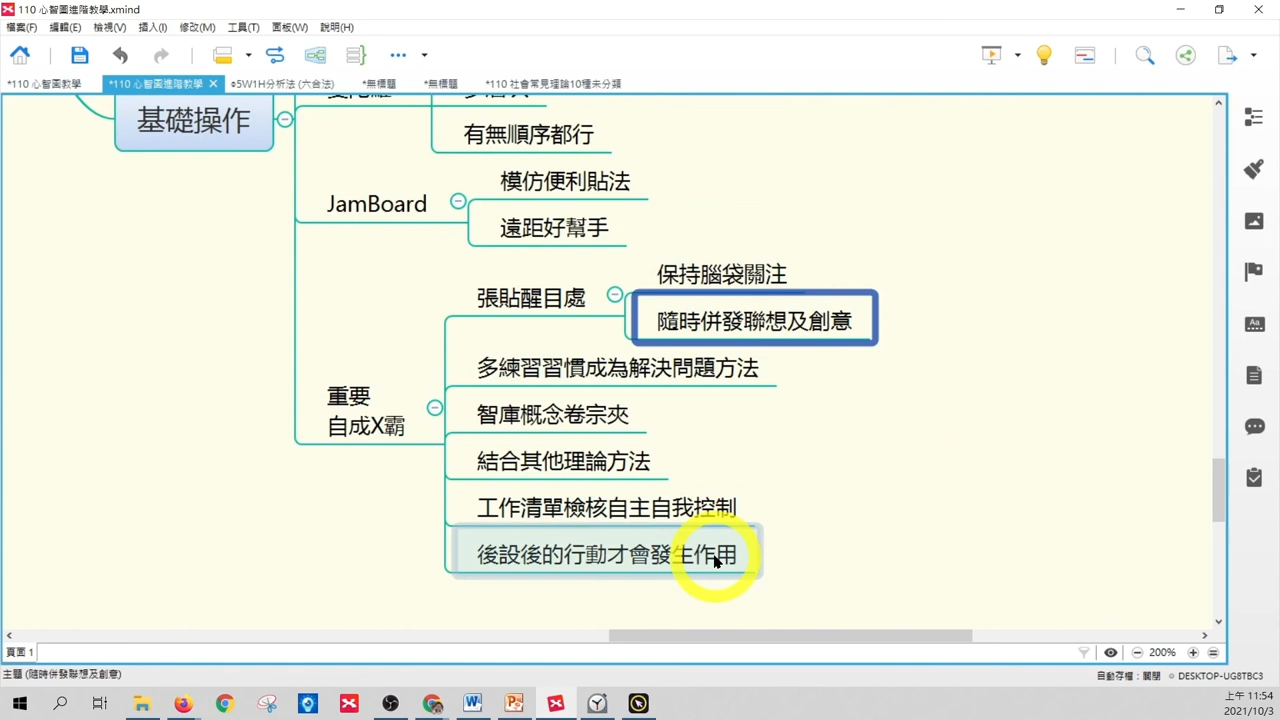 110 心智圖進階教學.xmind
檔案(F) 編輯(E) 檢視(V) 插入(I) 修改(M) 工具(T) 面板(W) 說明(H)
*110 心智圖教學 *110 心智圖進階教學 5W1H分析法 (六合法) *無標題 *無標題 *110 社會常見理論10種未分類
基礎操作
有無順序都行
JamBoard
模仿便利貼法
遠距好幫手
張貼醒目處
保持腦袋關注
隨時併發聯想及創意
多練習習慣成為解決問題方法
重要
自成X霸
智庫概念卷宗夾
結合其他理論方法
工作清單檢核自主自我控制
後設後的行動才會發生作用
頁面 1
200%
主題 (隨時併發聯想及創意)
自動存檔：關閉 DESKTOP-UG8TBC3
上午 11:54
2021/10/3